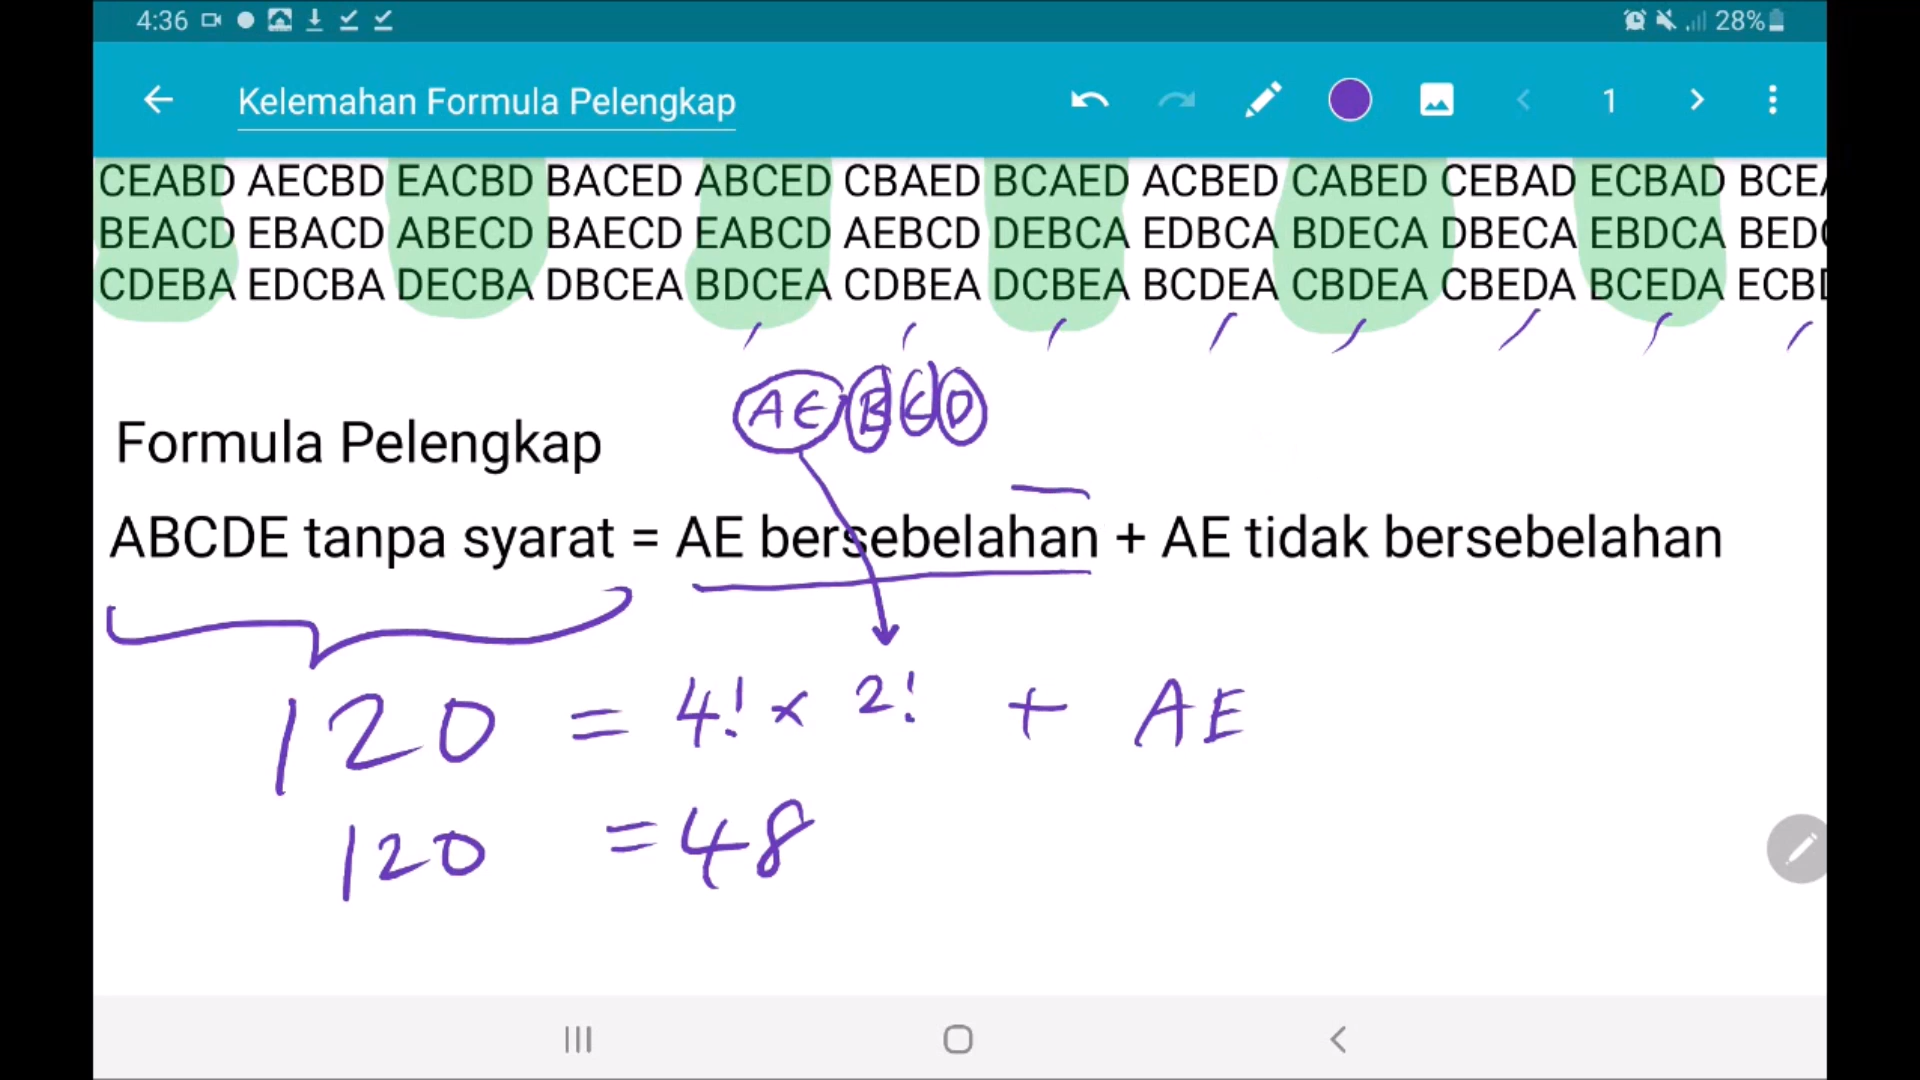 4:36 28%
Kelemahan Formula Pelengkap 1
CEABD AECBD EACBD BACED ABCED CBAED BCAED ACBED CABED CEBAD ECBAD BCEA
BEACD EBACD ABECD BAECD EABCD AEBCD DEBCA EDBCA BDECA DBECA EBDCA BEDC
CDEBA EDCBA DECBA DBCEA BDCEA CDBEA DCBEA BCDEA CBDEA CBEDA BCEDA ECBD
AE B C D
Formula Pelengkap
ABCDE tanpa syarat = AE bersebelahan + AE tidak bersebelahan
120 = 4! x 2! + AE
120 = 48